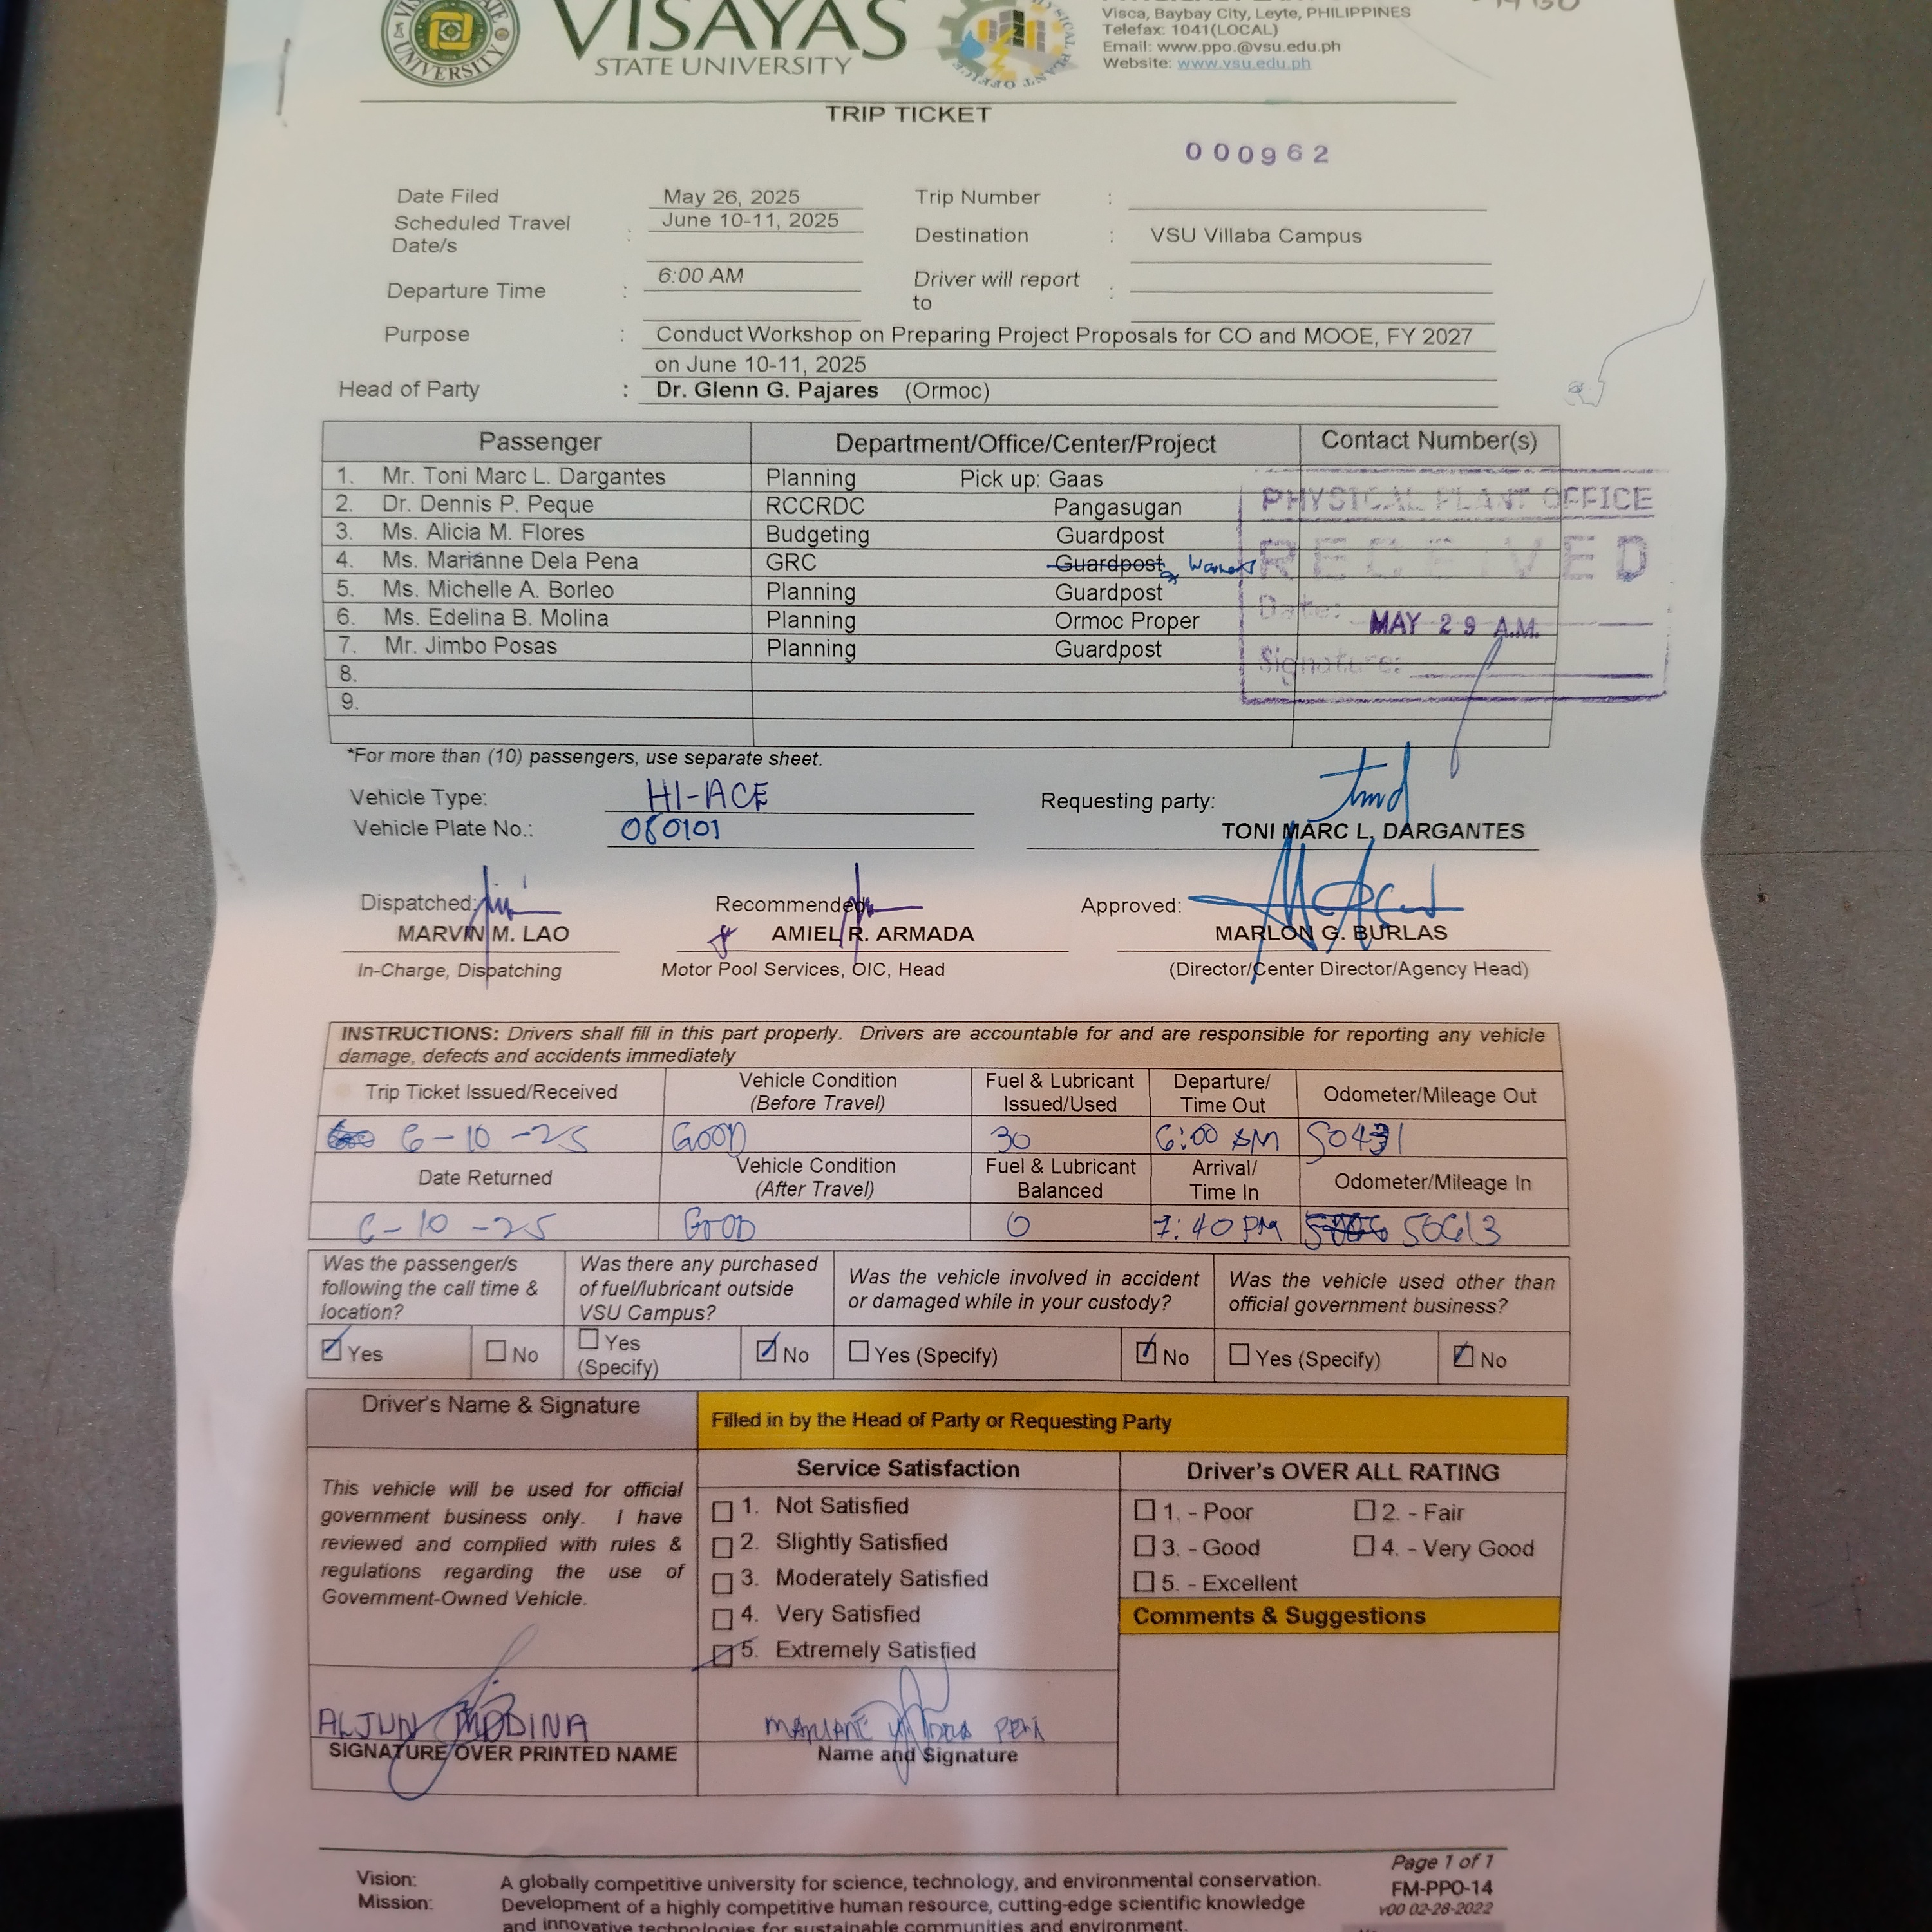 VISAYAS
STATE UNIVERSITY
Visca, Baybay City, Leyte, PHILIPPINES
Telefax: 1041(LOCAL)
Email: www.ppo.@vsu.edu.ph
Website: www.vsu.edu.ph
TRIP TICKET
000962
Date Filed May 26, 2025 Trip Number :
Scheduled Travel Date/s : June 10-11, 2025 Destination : VSU Villaba Campus
Departure Time : 6:00 AM Driver will report to :
Purpose : Conduct Workshop on Preparing Project Proposals for CO and MOOE, FY 2027
on June 10-11, 2025
Head of Party : Dr. Glenn G. Pajares (Ormoc)
Passenger Department/Office/Center/Project Contact Number(s)
1. Mr. Toni Marc L. Dargantes Planning Pick up: Gaas
2. Dr. Dennis P. Peque RCCRDC Pangasugan
3. Ms. Alicia M. Flores Budgeting Guardpost
4. Ms. Marianne Dela Pena GRC Guardpost
5. Ms. Michelle A. Borleo Planning Guardpost
6. Ms. Edelina B. Molina Planning Ormoc Proper
7. Mr. Jimbo Posas Planning Guardpost
8.
9.
PHYSICAL PLANT OFFICE
RECEIVED
Date: MAY 29 A.M.
Signature:
*For more than (10) passengers, use separate sheet.
Vehicle Type: HI-ACE Requesting party:
Vehicle Plate No.: 080101 TONI MARC L. DARGANTES
Dispatched: Recommended Approved:
MARVIN M. LAO AMIEL R. ARMADA MARLON G. BURLAS
In-Charge, Dispatching Motor Pool Services, OIC, Head (Director/Center Director/Agency Head)
INSTRUCTIONS: Drivers shall fill in this part properly. Drivers are accountable for and are responsible for reporting any vehicle
damage, defects and accidents immediately
Trip Ticket Issued/Received Vehicle Condition (Before Travel) Fuel & Lubricant Issued/Used Departure/ Time Out Odometer/Mileage Out
6-10-25 GOOD 30 6:00 AM 50431
Date Returned Vehicle Condition (After Travel) Fuel & Lubricant Balanced Arrival/ Time In Odometer/Mileage In
6-10-25 GOOD 0 7:40 PM 50613
Was the passenger/s following the call time & location? Was there any purchased of fuel/lubricant outside VSU Campus? Was the vehicle involved in accident or damaged while in your custody? Was the vehicle used other than official government business?
Yes No Yes (Specify) No Yes (Specify) No Yes (Specify) No
Driver's Name & Signature Filled in by the Head of Party or Requesting Party
Service Satisfaction Driver's OVER ALL RATING
This vehicle will be used for official
government business only. I have
reviewed and complied with rules &
regulations regarding the use of
Government-Owned Vehicle.
1. Not Satisfied
2. Slightly Satisfied
3. Moderately Satisfied
4. Very Satisfied
5. Extremely Satisfied
1. - Poor 2. - Fair
3. - Good 4. - Very Good
5. - Excellent
Comments & Suggestions
ALJUN MODINA
SIGNATURE OVER PRINTED NAME Name and Signature
Page 1 of 1
FM-PPO-14
v00 02-28-2022
Vision: A globally competitive university for science, technology, and environmental conservation.
Mission: Development of a highly competitive human resource, cutting-edge scientific knowledge
and innovative technologies for sustainable communities and environment.